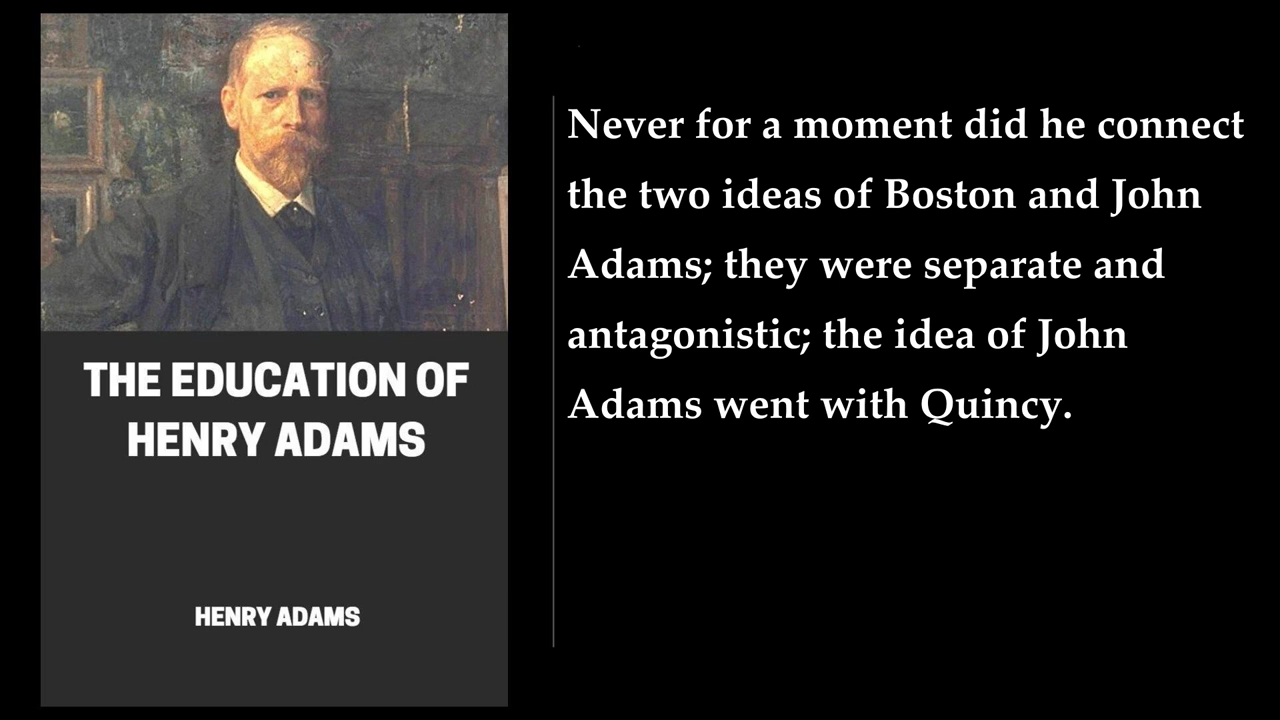 THE EDUCATION OF
HENRY ADAMS
HENRY ADAMS
Never for a moment did he connect
the two ideas of Boston and John
Adams; they were separate and
antagonistic; the idea of John
Adams went with Quincy.